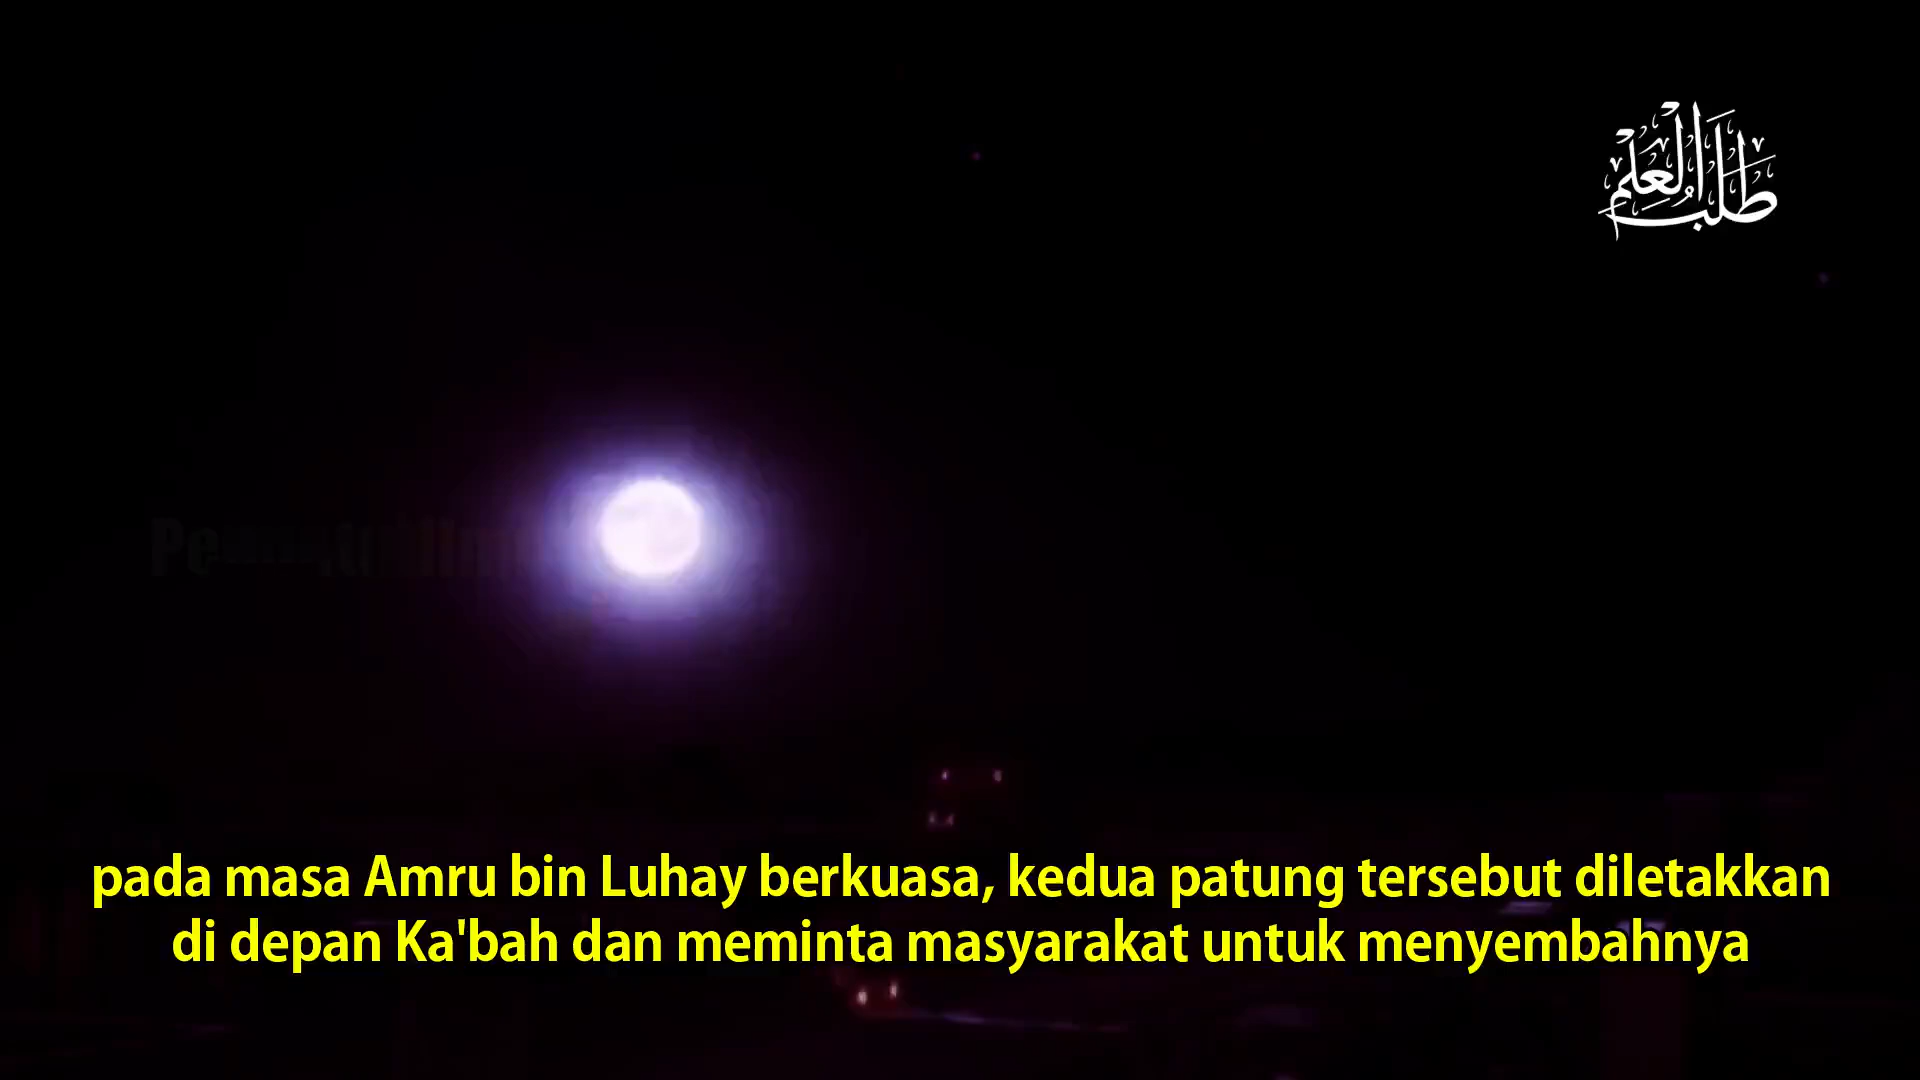 طلب العلم
pada masa Amru bin Luhay berkuasa, kedua patung tersebut diletakkan
di depan Ka'bah dan meminta masyarakat untuk menyembahnya